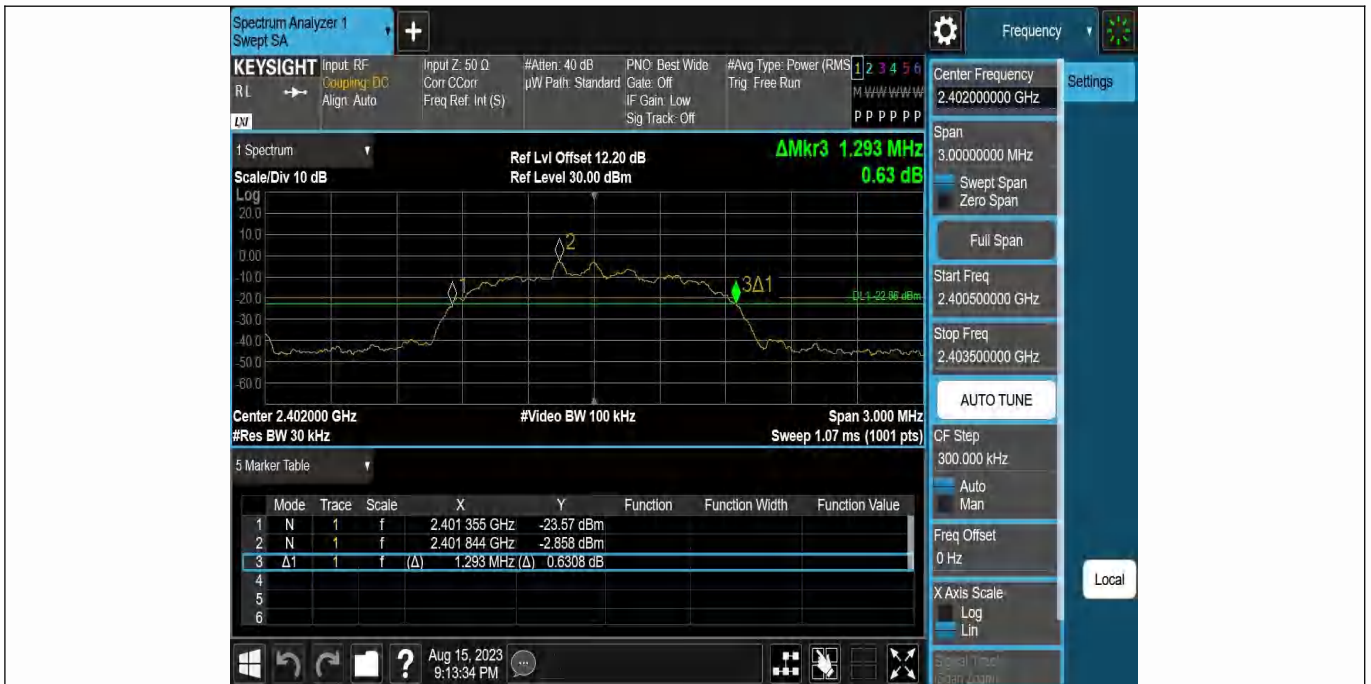 Spectrum Analyzer 1
Swept SA
+
Frequency
KEYSIGHT
RL
LXI
Input: RF
Coupling: DC
Align: Auto
Input Z: 50 Ω
Corr CCorr
Freq Ref: Int (S)
#Atten: 40 dB
µW Path: Standard
PNO: Best Wide
Gate: Off
IF Gain: Low
Sig Track: Off
#Avg Type: Power (RMS
Trig: Free Run
1 2 3 4 5 6
M W W W W W
P P P P P P
1 Spectrum
Scale/Div 10 dB
Ref Lvl Offset 12.20 dB
Ref Level 30.00 dBm
ΔMkr3 1.293 MHz
0.63 dB
Log
20.0
10.0
0.00
-10.0
-20.0
-30.0
-40.0
-50.0
-60.0
1
2
3Δ1
DL1 -22.86 dBm
Center 2.402000 GHz
#Video BW 100 kHz
Span 3.000 MHz
#Res BW 30 kHz
Sweep 1.07 ms (1001 pts)
5 Marker Table
Mode Trace Scale X Y Function Function Width Function Value
1 N 1 f 2.401 355 GHz -23.57 dBm
2 N 1 f 2.401 844 GHz -2.858 dBm
3 Δ1 1 f (Δ) 1.293 MHz (Δ) 0.6308 dB
4
5
6
?
Aug 15, 2023
9:13:34 PM
Center Frequency
2.402000000 GHz
Settings
Span
3.00000000 MHz
Swept Span
Zero Span
Full Span
Start Freq
2.400500000 GHz
Stop Freq
2.403500000 GHz
AUTO TUNE
CF Step
300.000 kHz
Auto
Man
Freq Offset
0 Hz
X Axis Scale
Log
Lin
Signal Track
(Span Zoom)
Local